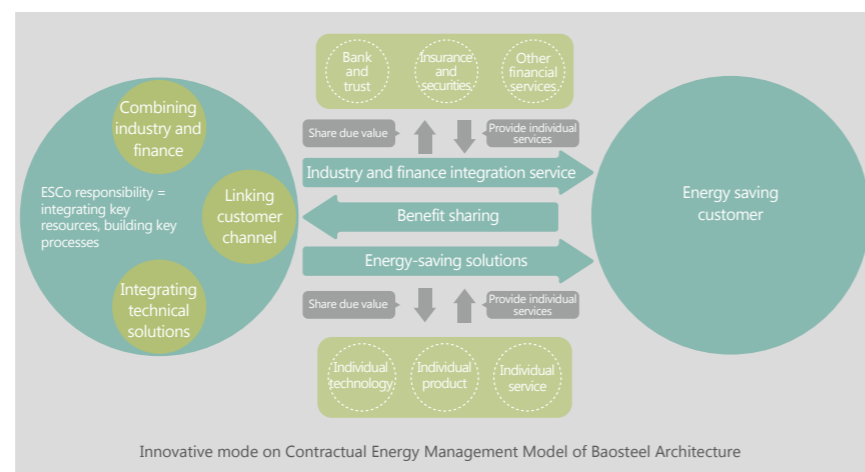 Bank
and
trust
Insurance
and
securities
Other
financial
services
Share due value
Provide individual
services
Combining
industry and
finance
ESCo responsibility =
integrating key
resources, building key
processes
Linking
customer
channel
Integrating
technical
solutions
Industry and finance integration service
Benefit sharing
Energy-saving solutions
Energy saving
customer
Share due value
Provide individual
services
Individual
technology
Individual
product
Individual
service
Innovative mode on Contractual Energy Management Model of Baosteel Architecture